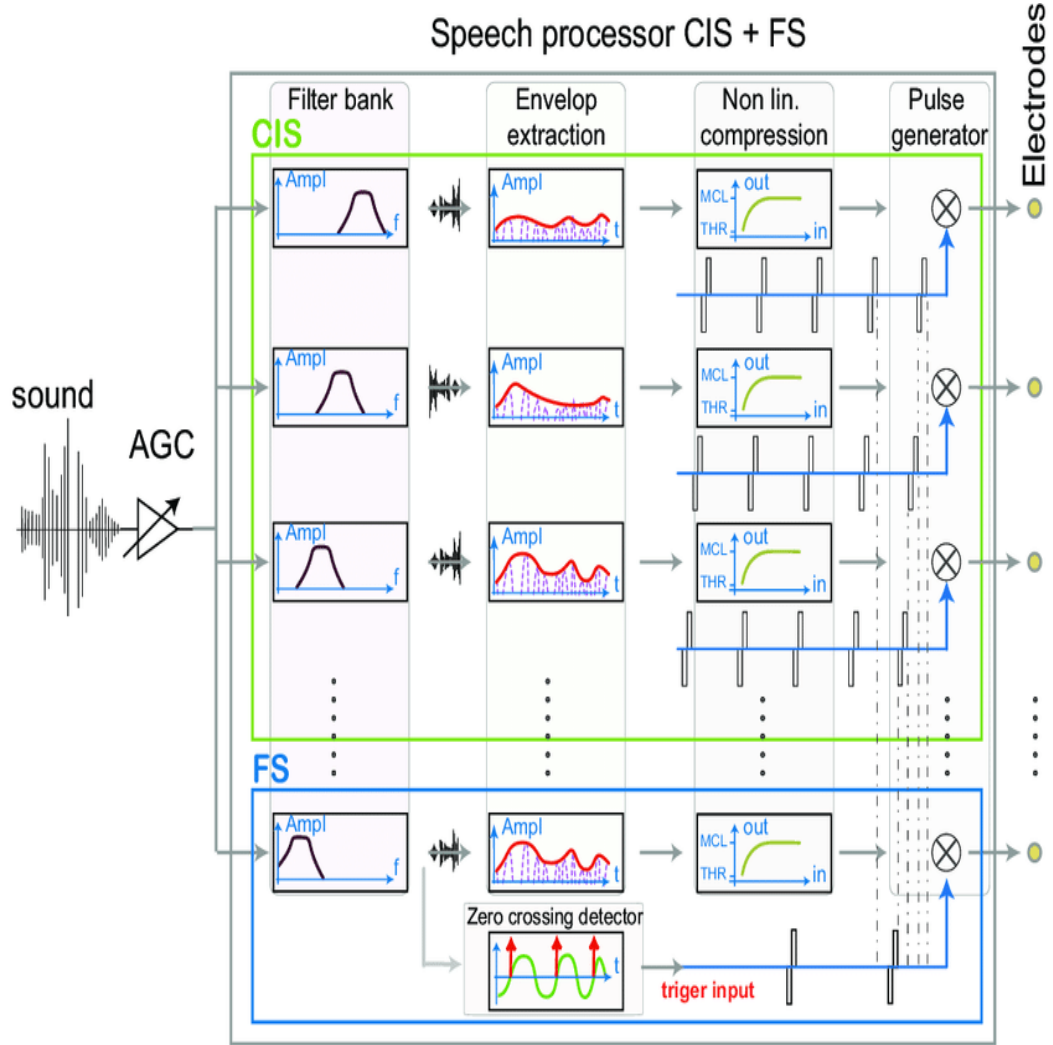 Speech processor CIS + FS
Electrodes
Filter bank
Envelop
extraction
Non lin.
compression
Pulse
generator
CIS
Ampl
f
Ampl
t
out
MCL
THR
in
Ampl
f
Ampl
t
out
MCL
THR
in
sound
AGC
Ampl
f
Ampl
t
out
MCL
THR
in
FS
Ampl
f
Ampl
t
out
MCL
THR
in
Zero crossing detector
t
triger input